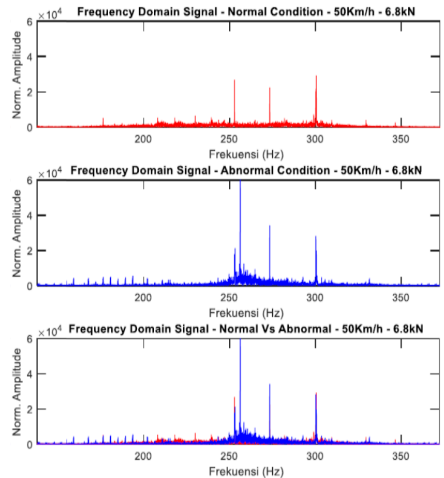 Frequency Domain Signal - Normal Condition - 50Km/h - 6.8kN
×10⁴
6
4
2
0
Norm. Amplitude
200 250 300 350
Frekuensi (Hz)
Frequency Domain Signal - Abnormal Condition - 50Km/h - 6.8kN
×10⁴
6
4
2
0
Norm. Amplitude
200 250 300 350
Frekuensi (Hz)
Frequency Domain Signal - Normal Vs Abnormal - 50Km/h - 6.8kN
×10⁴
6
4
2
0
Norm. Amplitude
200 250 300 350
Frekuensi (Hz)